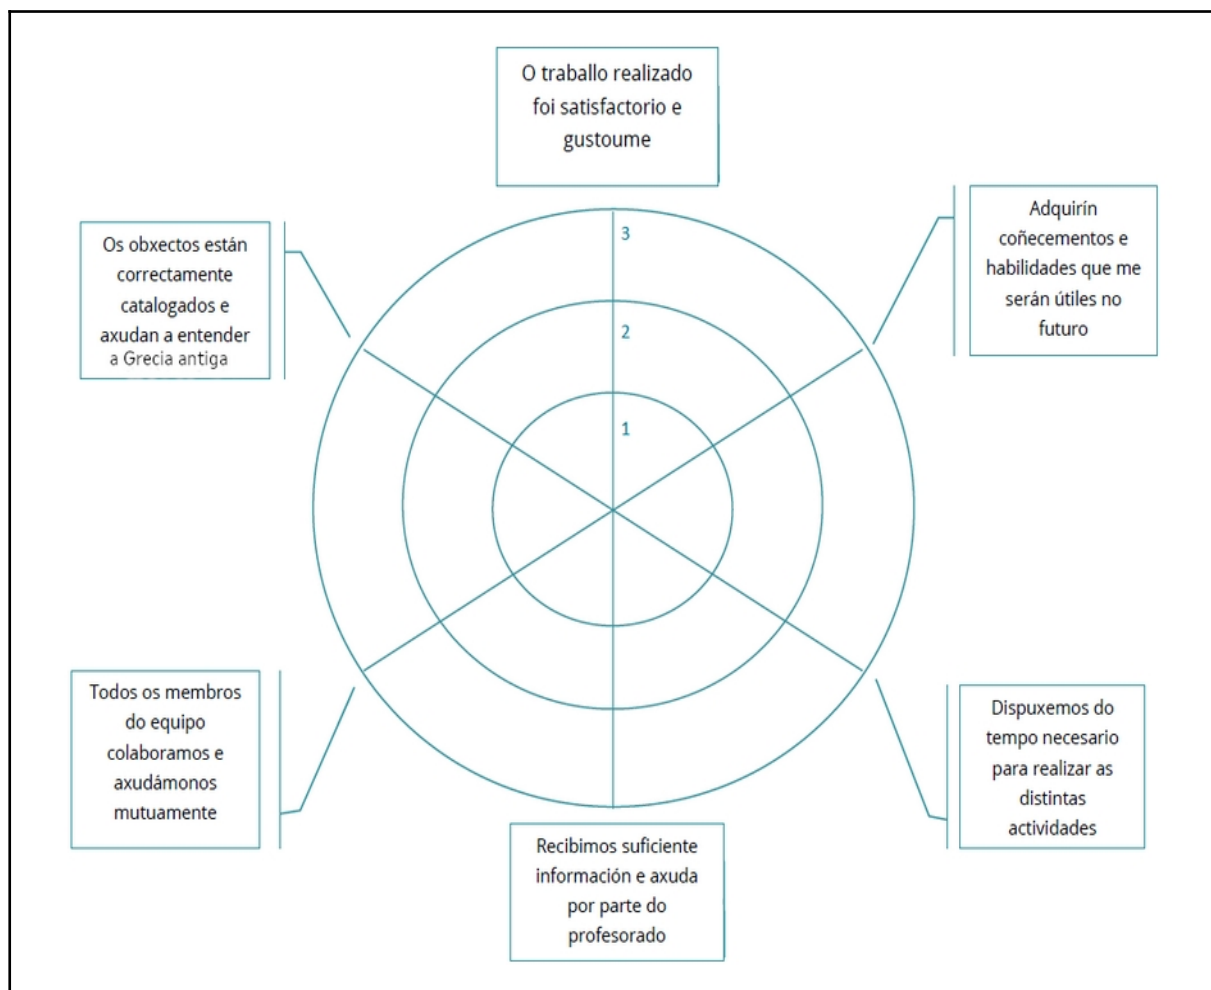 O traballo realizado
foi satisfactorio e
gustoume
Os obxectos están
correctamente
catalogados e
axudan a entender
a Grecia antiga
Adquirín
coñecementos e
habilidades que me
serán útiles no
futuro
3
2
1
Todos os membros
do equipo
colaboramos e
axudámonos
mutuamente
Dispuxemos do
tempo necesario
para realizar as
distintas
actividades
Recibimos suficiente
información e axuda
por parte do
profesorado